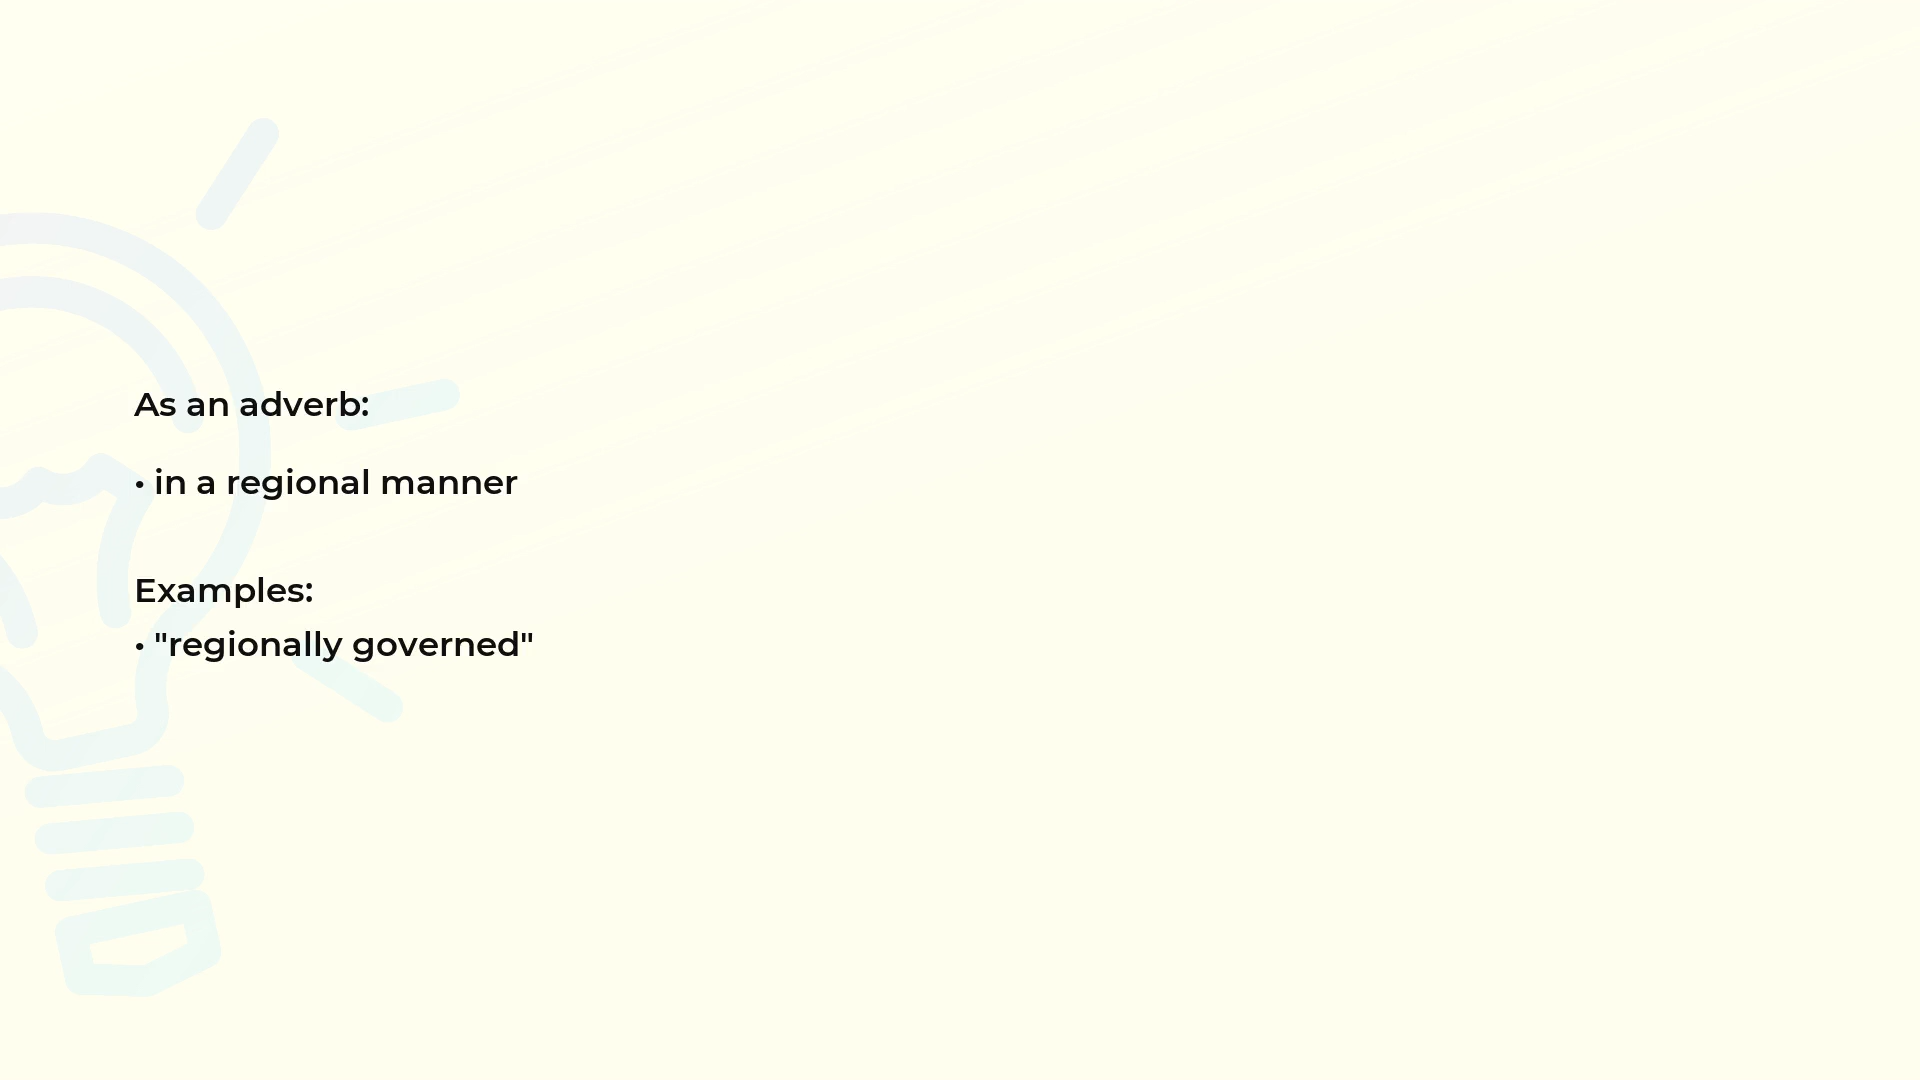 As an adverb:
• in a regional manner
Examples:
• "regionally governed"